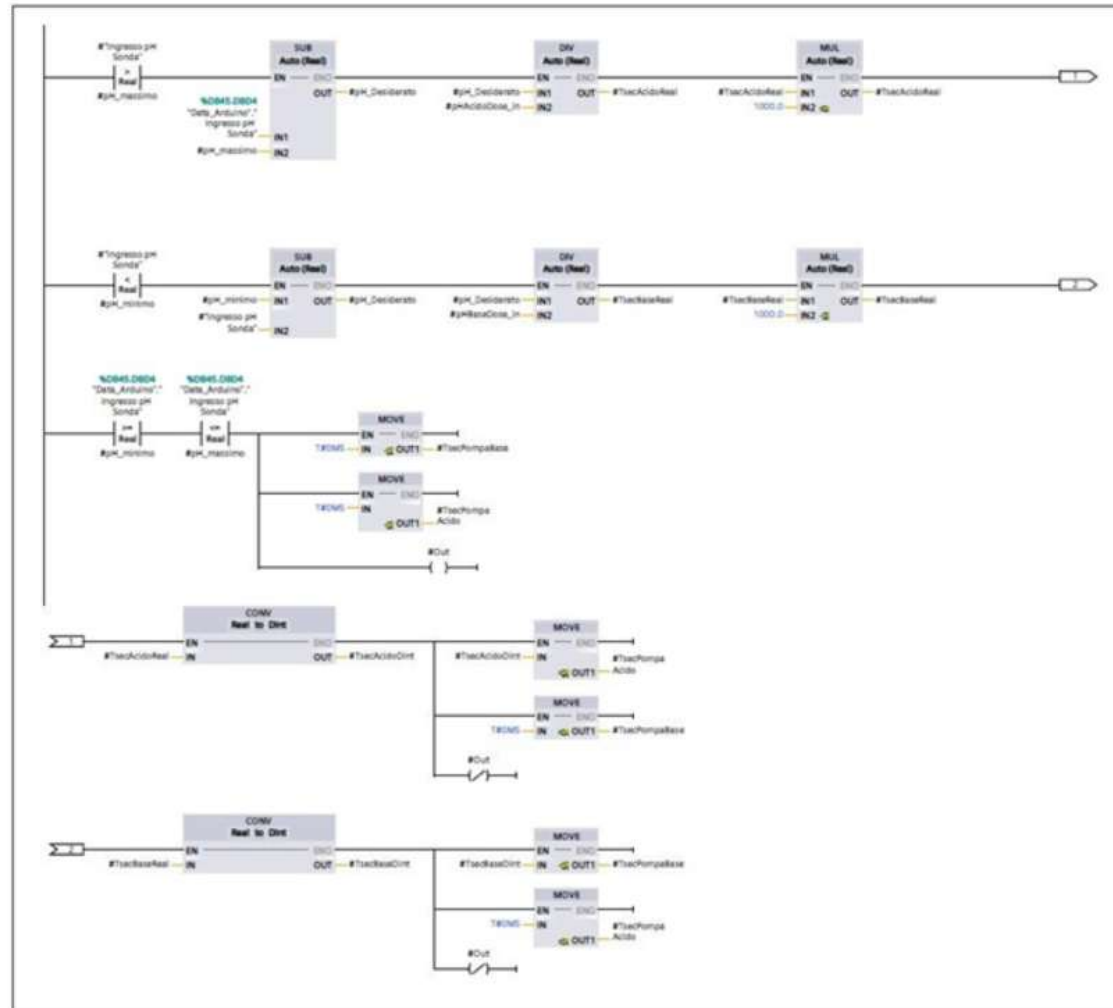 #"Ingresso pH
Sonda"
>
Real
#pH_massimo
SUB
Auto (Real)
EN ENO
OUT #pH_Desiderato
%DB45.DBD4
"Data_Arduino"."
Ingresso pH
Sonda" IN1
#pH_massimo IN2
DIV
Auto (Real)
EN ENO
#pH_Desiderato IN1 OUT #TsecAcidoReal
#pHAcidoDose_In IN2
MUL
Auto (Real)
EN ENO
#TsecAcidoReal IN1 OUT #TsecAcidoReal
1000.0 IN2
1
#"Ingresso pH
Sonda"
<
Real
#pH_minimo
SUB
Auto (Real)
EN ENO
#pH_minimo IN1 OUT #pH_Desiderato
#"Ingresso pH
Sonda" IN2
DIV
Auto (Real)
EN ENO
#pH_Desiderato IN1 OUT #TsecBaseReal
#pHBaseDose_In IN2
MUL
Auto (Real)
EN ENO
#TsecBaseReal IN1 OUT #TsecBaseReal
1000.0 IN2
2
%DB45.DBD4
"Data_Arduino"."
Ingresso pH
Sonda"
>=
Real
#pH_minimo
%DB45.DBD4
"Data_Arduino"."
Ingresso pH
Sonda"
<=
Real
#pH_massimo
MOVE
EN ENO
T#0MS IN OUT1 #TsecPompaBase
MOVE
EN ENO
T#0MS IN
OUT1 #TsecPompa
Acido
#Out
1
CONV
Real to Dint
EN ENO
#TsecAcidoReal IN OUT #TsecAcidoDint
MOVE
EN ENO
#TsecAcidoDint IN
OUT1 #TsecPompa
Acido
MOVE
EN ENO
T#0MS IN OUT1 #TsecPompaBase
#Out
2
CONV
Real to Dint
EN ENO
#TsecBaseReal IN OUT #TsecBaseDint
MOVE
EN ENO
#TsecBaseDint IN OUT1 #TsecPompaBase
MOVE
EN ENO
T#0MS IN
OUT1 #TsecPompa
Acido
#Out